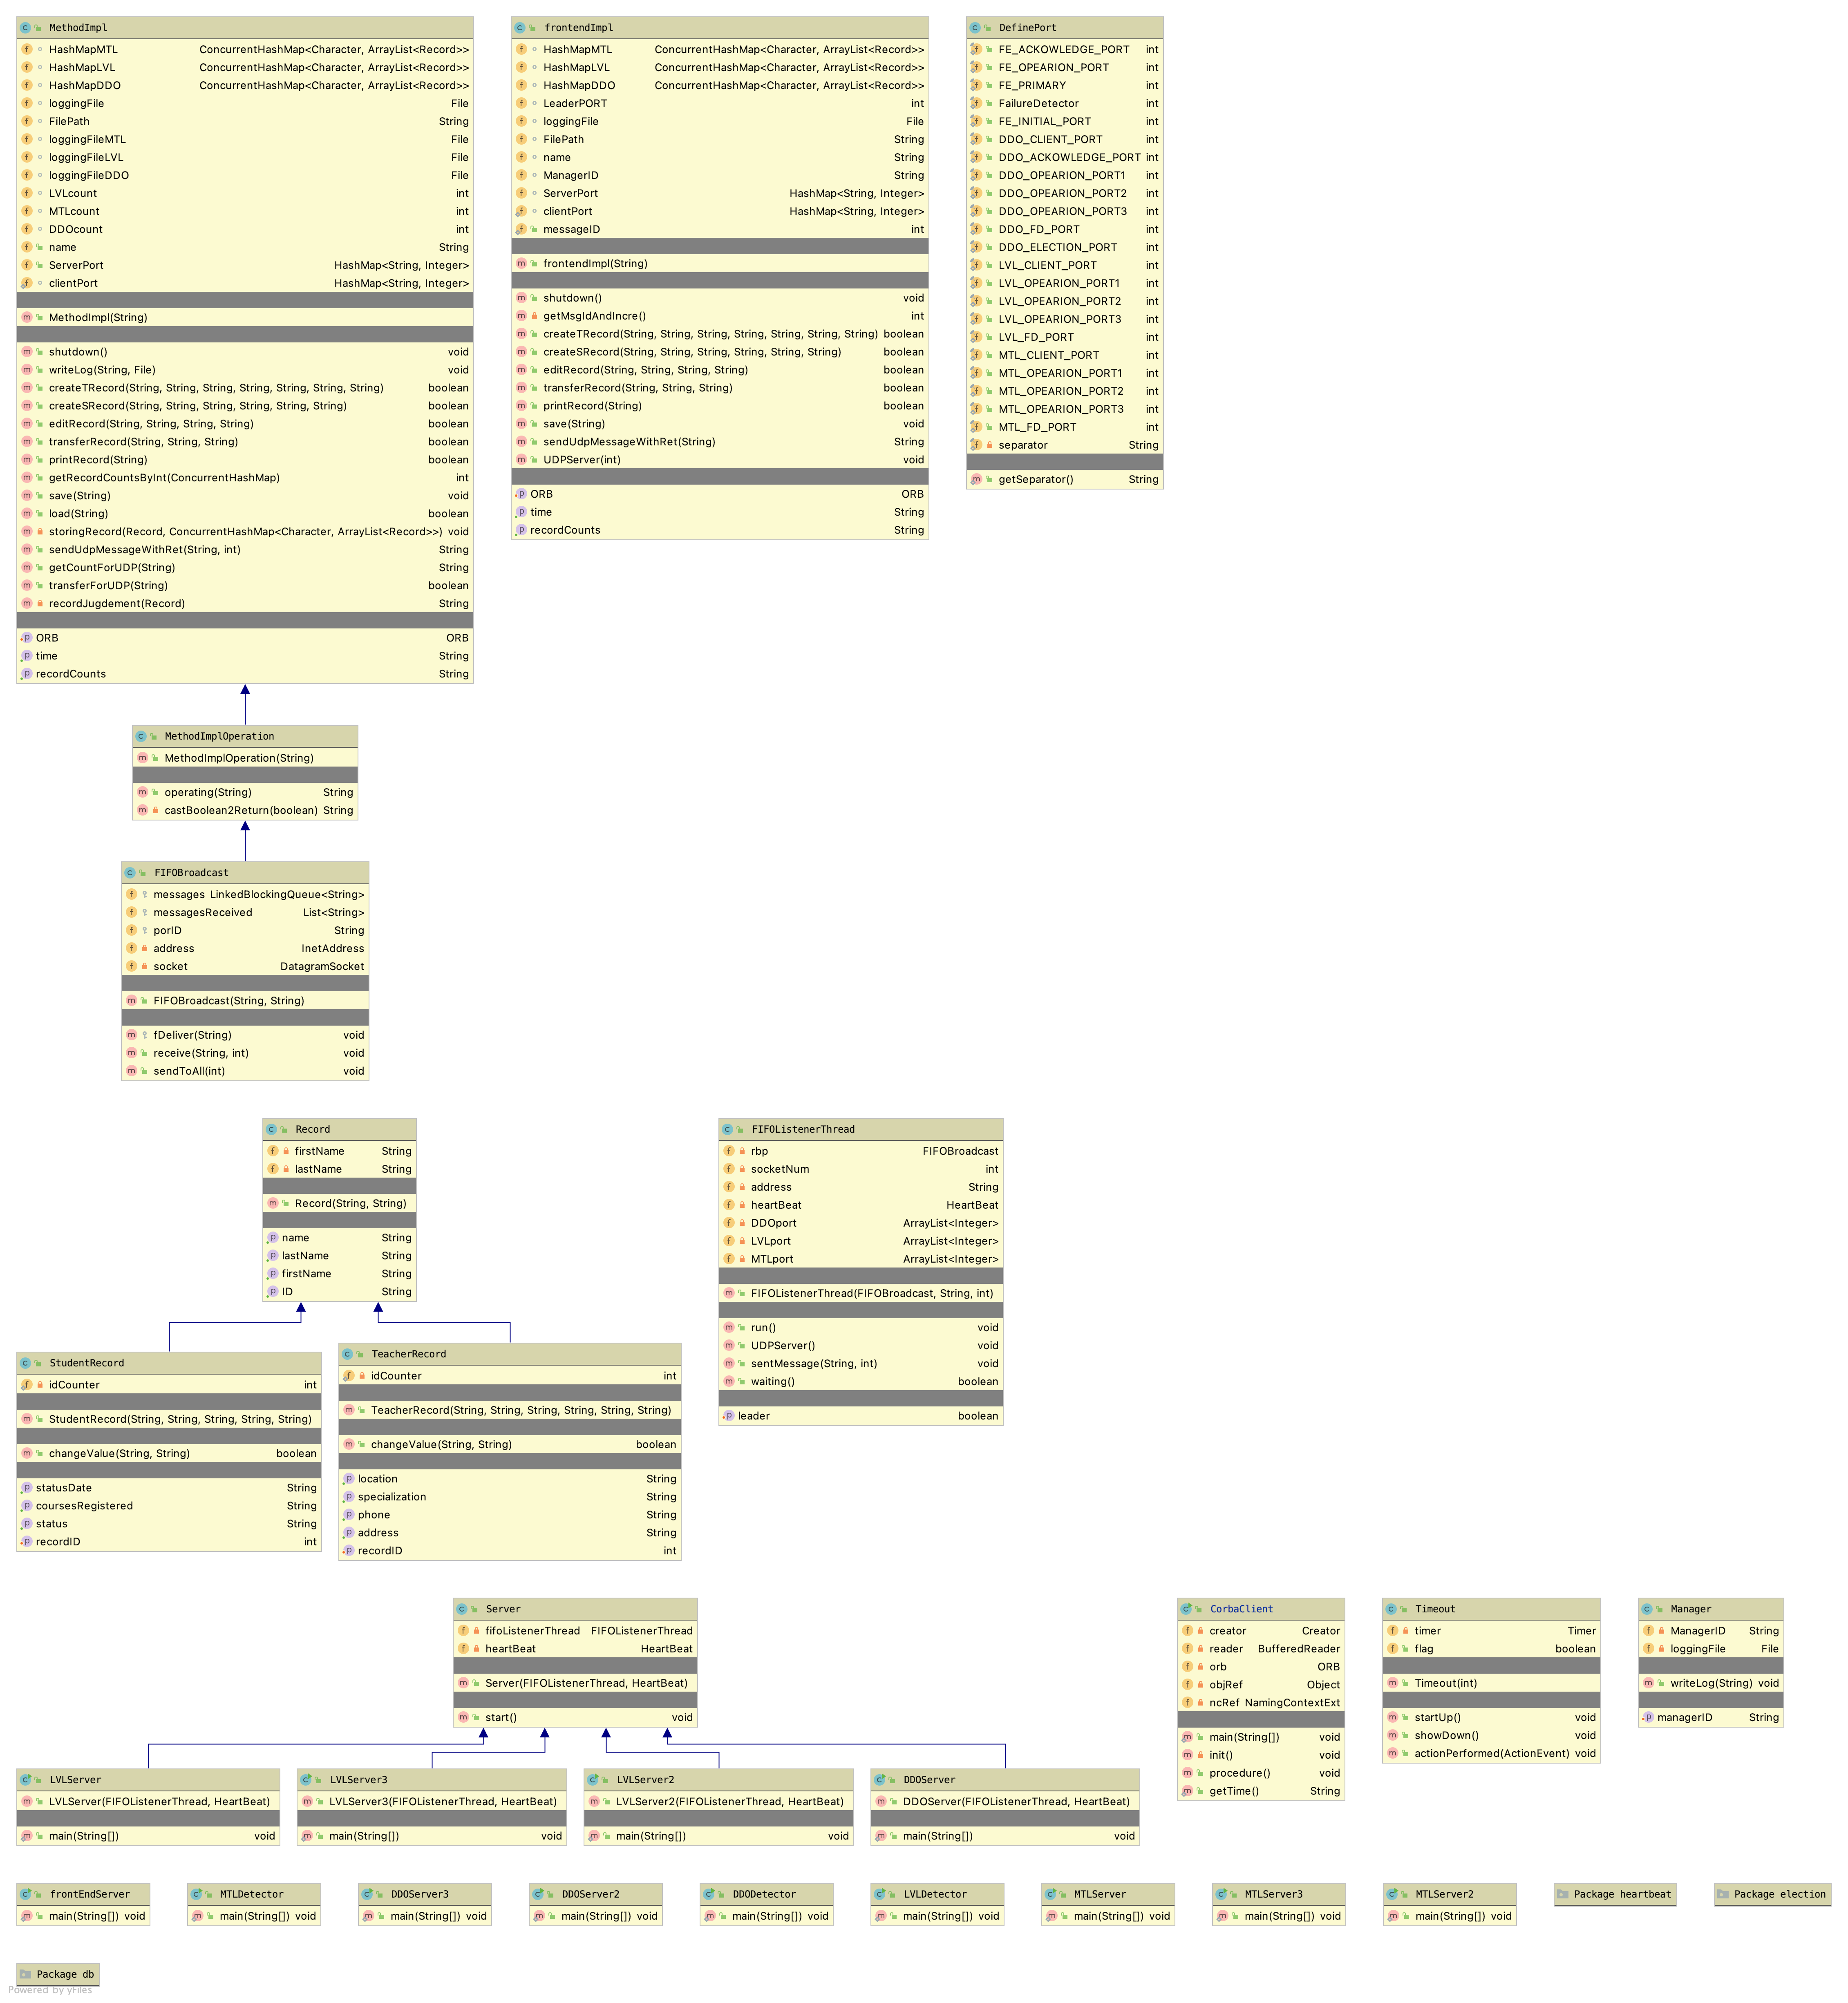 MethodImpl
HashMapMTL ConcurrentHashMap<Character, ArrayList<Record>>
HashMapLVL ConcurrentHashMap<Character, ArrayList<Record>>
HashMapDDO ConcurrentHashMap<Character, ArrayList<Record>>
loggingFile File
FilePath String
loggingFileMTL File
loggingFileLVL File
loggingFileDDO File
LVLcount int
MTLcount int
DDOcount int
name String
ServerPort HashMap<String, Integer>
clientPort HashMap<String, Integer>
MethodImpl(String)
shutdown() void
writeLog(String, File) void
createTRecord(String, String, String, String, String, String, String) boolean
createSRecord(String, String, String, String, String, String) boolean
editRecord(String, String, String, String) boolean
transferRecord(String, String, String) boolean
printRecord(String) boolean
getRecordCountsByInt(ConcurrentHashMap) int
save(String) void
load(String) boolean
storingRecord(Record, ConcurrentHashMap<Character, ArrayList<Record>>) void
sendUdpMessageWithRet(String, int) String
getCountForUDP(String) String
transferForUDP(String) boolean
recordJugdement(Record) String
ORB ORB
time String
recordCounts String
frontendImpl
HashMapMTL ConcurrentHashMap<Character, ArrayList<Record>>
HashMapLVL ConcurrentHashMap<Character, ArrayList<Record>>
HashMapDDO ConcurrentHashMap<Character, ArrayList<Record>>
LeaderPORT int
loggingFile File
FilePath String
name String
ManagerID String
ServerPort HashMap<String, Integer>
clientPort HashMap<String, Integer>
messageID int
frontendImpl(String)
shutdown() void
getMsgIdAndIncre() int
createTRecord(String, String, String, String, String, String, String) boolean
createSRecord(String, String, String, String, String, String) boolean
editRecord(String, String, String, String) boolean
transferRecord(String, String, String) boolean
printRecord(String) boolean
save(String) void
sendUdpMessageWithRet(String) String
UDPServer(int) void
ORB ORB
time String
recordCounts String
DefinePort
FE_ACKOWLEDGE_PORT int
FE_OPEARION_PORT int
FE_PRIMARY int
FailureDetector int
FE_INITIAL_PORT int
DDO_CLIENT_PORT int
DDO_ACKOWLEDGE_PORT int
DDO_OPEARION_PORT1 int
DDO_OPEARION_PORT2 int
DDO_OPEARION_PORT3 int
DDO_FD_PORT int
DDO_ELECTION_PORT int
LVL_CLIENT_PORT int
LVL_OPEARION_PORT1 int
LVL_OPEARION_PORT2 int
LVL_OPEARION_PORT3 int
LVL_FD_PORT int
MTL_CLIENT_PORT int
MTL_OPEARION_PORT1 int
MTL_OPEARION_PORT2 int
MTL_OPEARION_PORT3 int
MTL_FD_PORT int
separator String
getSeparator() String
MethodImplOperation
MethodImplOperation(String)
operating(String) String
castBoolean2Return(boolean) String
FIFOBroadcast
messages LinkedBlockingQueue<String>
messagesReceived List<String>
porID String
address InetAddress
socket DatagramSocket
FIFOBroadcast(String, String)
fDeliver(String) void
receive(String, int) void
sendToAll(int) void
Record
firstName String
lastName String
Record(String, String)
name String
lastName String
firstName String
ID String
FIFOListenerThread
rbp FIFOBroadcast
socketNum int
address String
heartBeat HeartBeat
DDOport ArrayList<Integer>
LVLport ArrayList<Integer>
MTLport ArrayList<Integer>
FIFOListenerThread(FIFOBroadcast, String, int)
run() void
UDPServer() void
sentMessage(String, int) void
waiting() boolean
leader boolean
StudentRecord
idCounter int
StudentRecord(String, String, String, String, String)
changeValue(String, String) boolean
statusDate String
coursesRegistered String
status String
recordID int
TeacherRecord
idCounter int
TeacherRecord(String, String, String, String, String, String)
changeValue(String, String) boolean
location String
specialization String
phone String
address String
recordID int
Server
fifoListenerThread FIFOListenerThread
heartBeat HeartBeat
Server(FIFOListenerThread, HeartBeat)
start() void
CorbaClient
creator Creator
reader BufferedReader
orb ORB
objRef Object
ncRef NamingContextExt
main(String[]) void
init() void
procedure() void
getTime() String
Timeout
timer Timer
flag boolean
Timeout(int)
startUp() void
showDown() void
actionPerformed(ActionEvent) void
Manager
ManagerID String
loggingFile File
writeLog(String) void
managerID String
LVLServer
LVLServer(FIFOListenerThread, HeartBeat)
main(String[]) void
LVLServer3
LVLServer3(FIFOListenerThread, HeartBeat)
main(String[]) void
LVLServer2
LVLServer2(FIFOListenerThread, HeartBeat)
main(String[]) void
DDOServer
DDOServer(FIFOListenerThread, HeartBeat)
main(String[]) void
frontEndServer
main(String[]) void
MTLDetector
main(String[]) void
DDOServer3
main(String[]) void
DDOServer2
main(String[]) void
DDODetector
main(String[]) void
LVLDetector
main(String[]) void
MTLServer
main(String[]) void
MTLServer3
main(String[]) void
MTLServer2
main(String[]) void
Package heartbeat
Package election
Package db
Powered by yFiles